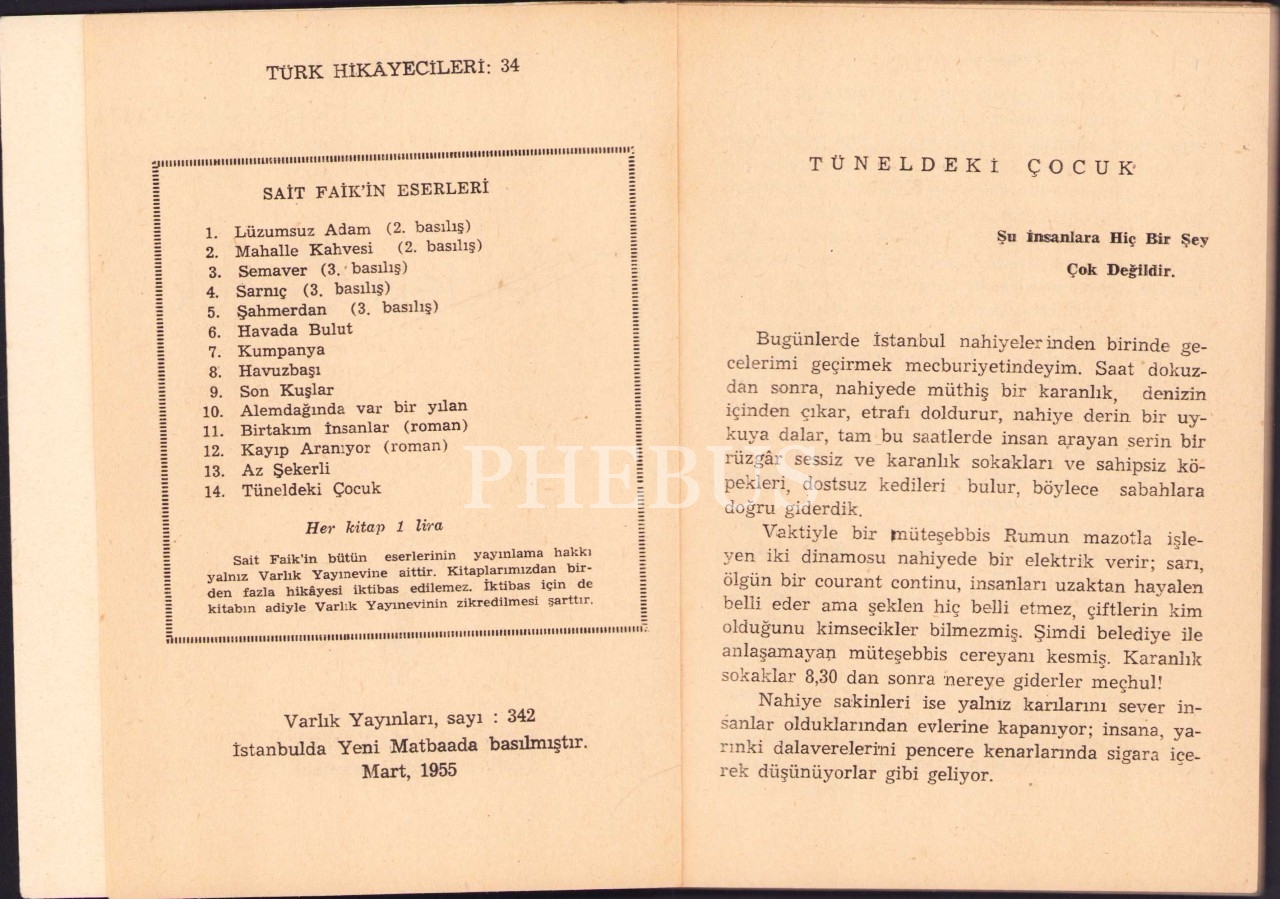 TÜRK HİKÂYECİLERİ: 34
SAİT FAİK'İN ESERLERİ
1. Lüzumsuz Adam (2. basılış)
2. Mahalle Kahvesi (2. basılış)
3. Semaver (3. basılış)
4. Sarnıç (3. basılış)
5. Şahmerdan (3. basılış)
6. Havada Bulut
7. Kumpanya
8. Havuzbaşı
9. Son Kuşlar
10. Alemdağında var bir yılan
11. Birtakım İnsanlar (roman)
12. Kayıp Aranıyor (roman)
13. Az Şekerli
14. Tüneldeki Çocuk
Her kitap 1 lira
Sait Faik'in bütün eserlerinin yayınlama hakkı
yalnız Varlık Yayınevine aittir. Kitaplarımızdan bir-
den fazla hikâyesi iktibas edilemez. İktibas için de
kitabın adiyle Varlık Yayınevinin zikredilmesi şarttır.
Varlık Yayınları, sayı : 342
İstanbulda Yeni Matbaada basılmıştır.
Mart, 1955
TÜNELDEKİ ÇOCUK
Şu İnsanlara Hiç Bir Şey
Çok Değildir.
Bugünlerde İstanbul nahiyelerinden birinde ge-
celerimi geçirmek mecburiyetindeyim. Saat dokuz-
dan sonra, nahiyede müthiş bir karanlık, denizin
içinden çıkar, etrafı doldurur, nahiye derin bir uy-
kuya dalar, tam bu saatlerde insan arayan serin bir
rüzgâr sessiz ve karanlık sokakları ve sahipsiz kö-
pekleri, dostsuz kedileri bulur, böylece sabahlara
doğru giderdik.
Vaktiyle bir müteşebbis Rumun mazotla işle-
yen iki dinamosu nahiyede bir elektrik verir; sarı,
ölgün bir courant continu, insanları uzaktan hayalen
belli eder ama şeklen hiç belli etmez, çiftlerin kim
olduğunu kimsecikler bilmezmiş. Şimdi belediye ile
anlaşamayan müteşebbis cereyanı kesmiş. Karanlık
sokaklar 8,30 dan sonra nereye giderler meçhul!
Nahiye sakinleri ise yalnız karılarını sever in-
sanlar olduklarından evlerine kapanıyor; insana, ya-
rınki dalaverelerini pencere kenarlarında sigara içe-
rek düşünüyorlar gibi geliyor.
PHEBUS